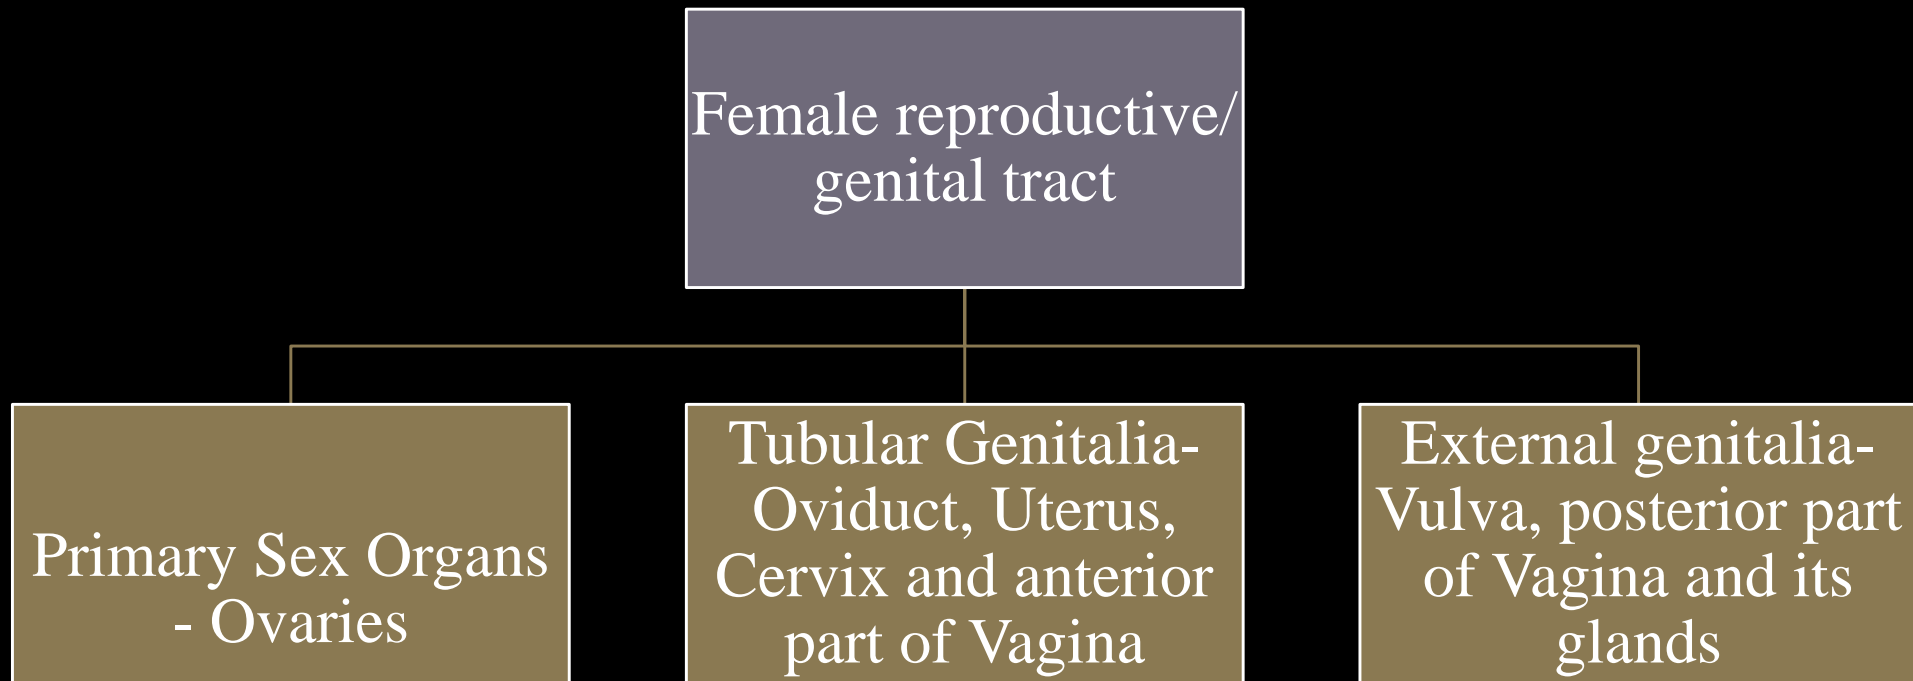 Female reproductive/
genital tract
Primary Sex Organs
- Ovaries
Tubular Genitalia-
Oviduct, Uterus,
Cervix and anterior
part of Vagina
External genitalia-
Vulva, posterior part
of Vagina and its
glands